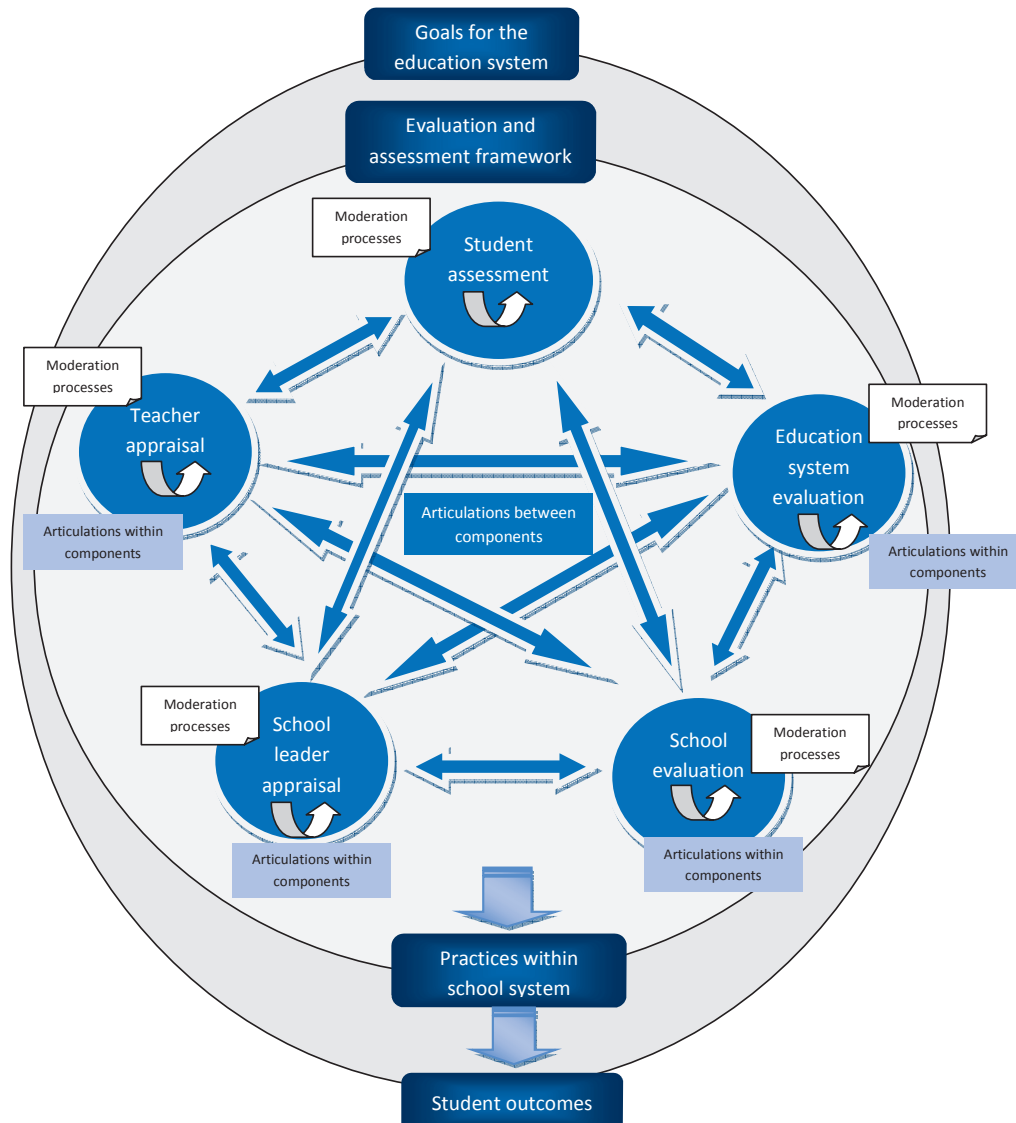 Goals for the
education system
Evaluation and
assessment framework
Moderation
processes
Student
assessment
Moderation
processes
Teacher
appraisal
Articulations within
components
Moderation
processes
Education
system
evaluation
Articulations within
components
Articulations between
components
Moderation
processes
School
leader
appraisal
Articulations within
components
Moderation
processes
School
evaluation
Articulations within
components
Practices within
school system
Student outcomes